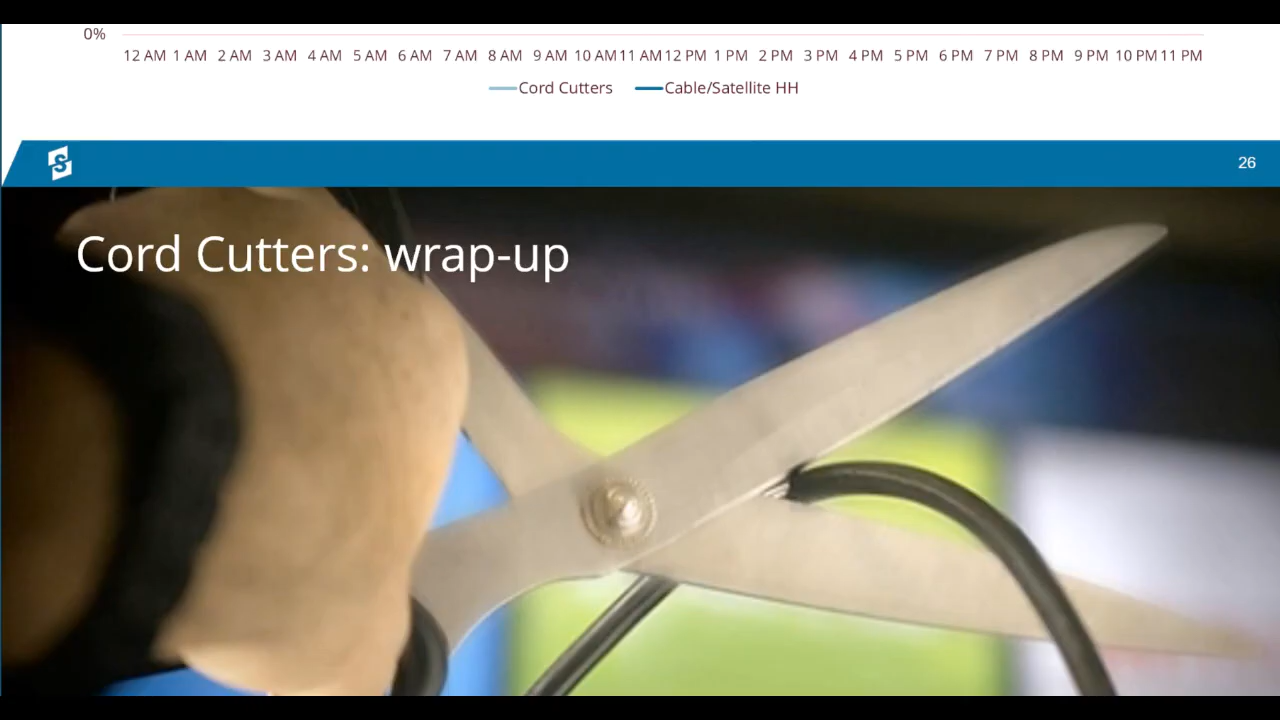 0%
12 AM 1 AM 2 AM 3 AM 4 AM 5 AM 6 AM 7 AM 8 AM 9 AM 10 AM 11 AM 12 PM 1 PM 2 PM 3 PM 4 PM 5 PM 6 PM 7 PM 8 PM 9 PM 10 PM 11 PM
Cord Cutters Cable/Satellite HH
S 26
Cord Cutters: wrap-up